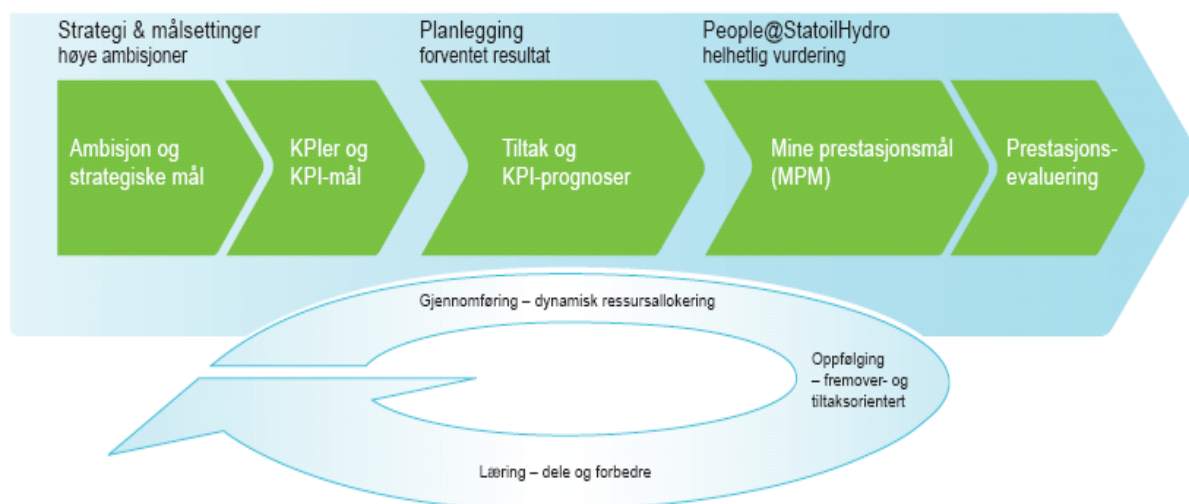 Strategi & målsettinger
høye ambisjoner
Planlegging
forventet resultat
People@StatoilHydro
helhetlig vurdering
Ambisjon og
strategiske mål
KPIer og
KPI-mål
Tiltak og
KPI-prognoser
Mine prestasjonsmål
(MPM)
Prestasjons-
evaluering
Gjennomføring – dynamisk ressursallokering
Oppfølging
– fremover- og
tiltaksorientert
Læring – dele og forbedre